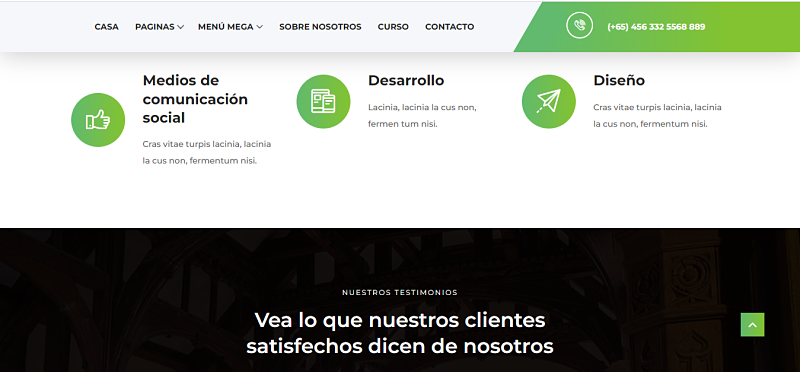 CASA PAGINAS MENÚ MEGA SOBRE NOSOTROS CURSO CONTACTO (+65) 456 332 5568 889
Medios de
comunicación
social
Cras vitae turpis lacinia, lacinia
la cus non, fermentum nisi.
Desarrollo
Lacinia, lacinia la cus non,
fermen tum nisi.
Diseño
Cras vitae turpis lacinia, lacinia
la cus non, fermentum nisi.
NUESTROS TESTIMONIOS
Vea lo que nuestros clientes
satisfechos dicen de nosotros